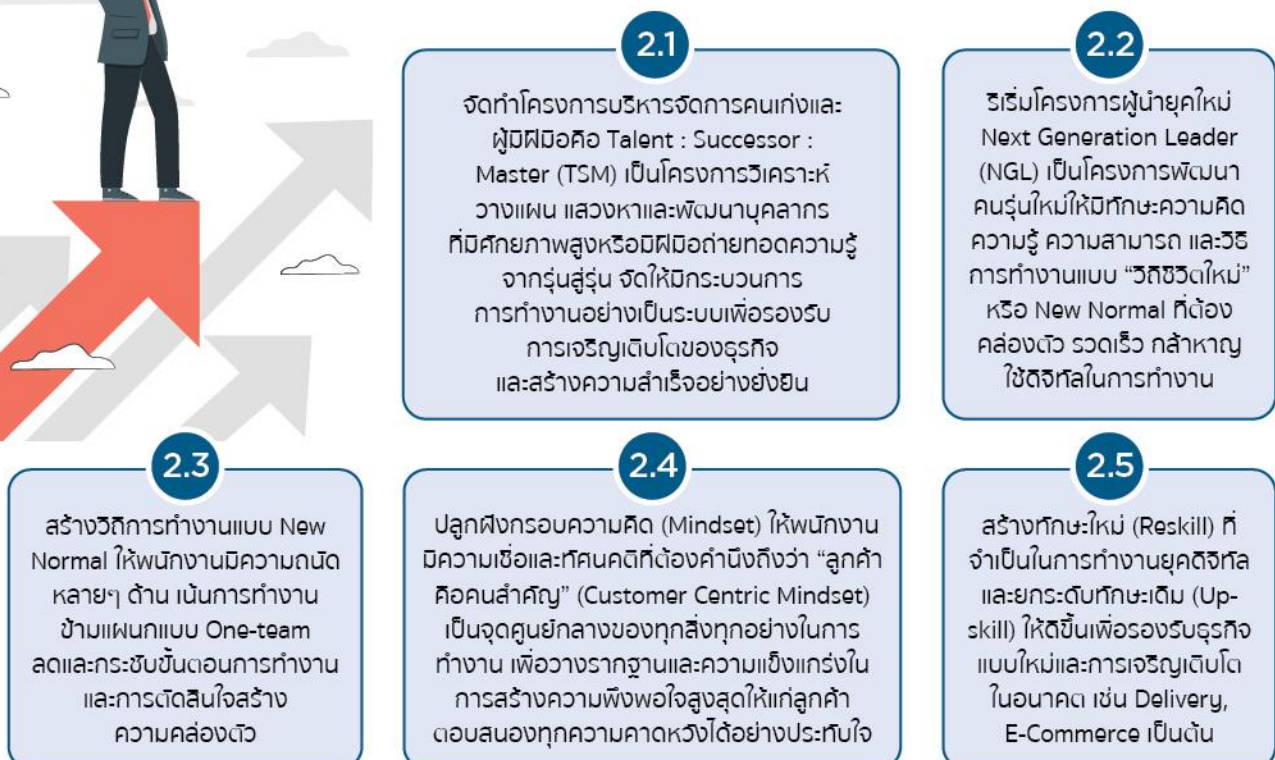 2.1
จัดทำโครงการบริหารจัดการคนเก่งและ
ผู้มีฝีมือคือ Talent : Successor :
Master (TSM) เป็นโครงการวิเคราะห์
วางแผน แสวงหาและพัฒนาบุคลากร
ที่มีศักยภาพสูงหรือมีฝีมือถ่ายทอดความรู้
จากรุ่นสู่รุ่น จัดให้มีกระบวนการ
การทำงานอย่างเป็นระบบเพื่อรองรับ
การเจริญเติบโตของธุรกิจ
และสร้างความสำเร็จอย่างยั่งยืน
2.2
ริเริ่มโครงการผู้นำยุคใหม่
Next Generation Leader
(NGL) เป็นโครงการพัฒนา
คนรุ่นใหม่ให้มีทักษะความคิด
ความรู้ ความสามารถ และวิธี
การทำงานแบบ “วิถีชีวิตใหม่”
หรือ New Normal ที่ต้อง
คล่องตัว รวดเร็ว กล้าหาญ
ใช้ดิจิทัลในการทำงาน
2.3
สร้างวิถีการทำงานแบบ New
Normal ให้พนักงานมีความถนัด
หลายๆ ด้าน เน้นการทำงาน
ข้ามแผนกแบบ One-team
ลดและกระชับขั้นตอนการทำงาน
และการตัดสินใจสร้าง
ความคล่องตัว
2.4
ปลูกฝังกรอบความคิด (Mindset) ให้พนักงาน
มีความเชื่อและทัศนคติที่ต้องคำนึงถึงว่า “ลูกค้า
คือคนสำคัญ” (Customer Centric Mindset)
เป็นจุดศูนย์กลางของทุกสิ่งทุกอย่างในการ
ทำงาน เพื่อวางรากฐานและความแข็งแกร่งใน
การสร้างความพึงพอใจสูงสุดให้แก่ลูกค้า
ตอบสนองทุกความคาดหวังได้อย่างประทับใจ
2.5
สร้างทักษะใหม่ (Reskill) ที่
จำเป็นในการทำงานยุคดิจิทัล
และยกระดับทักษะเดิม (Up-
skill) ให้ดีขึ้นเพื่อรองรับธุรกิจ
แบบใหม่และการเจริญเติบโต
ในอนาคต เช่น Delivery,
E-Commerce เป็นต้น